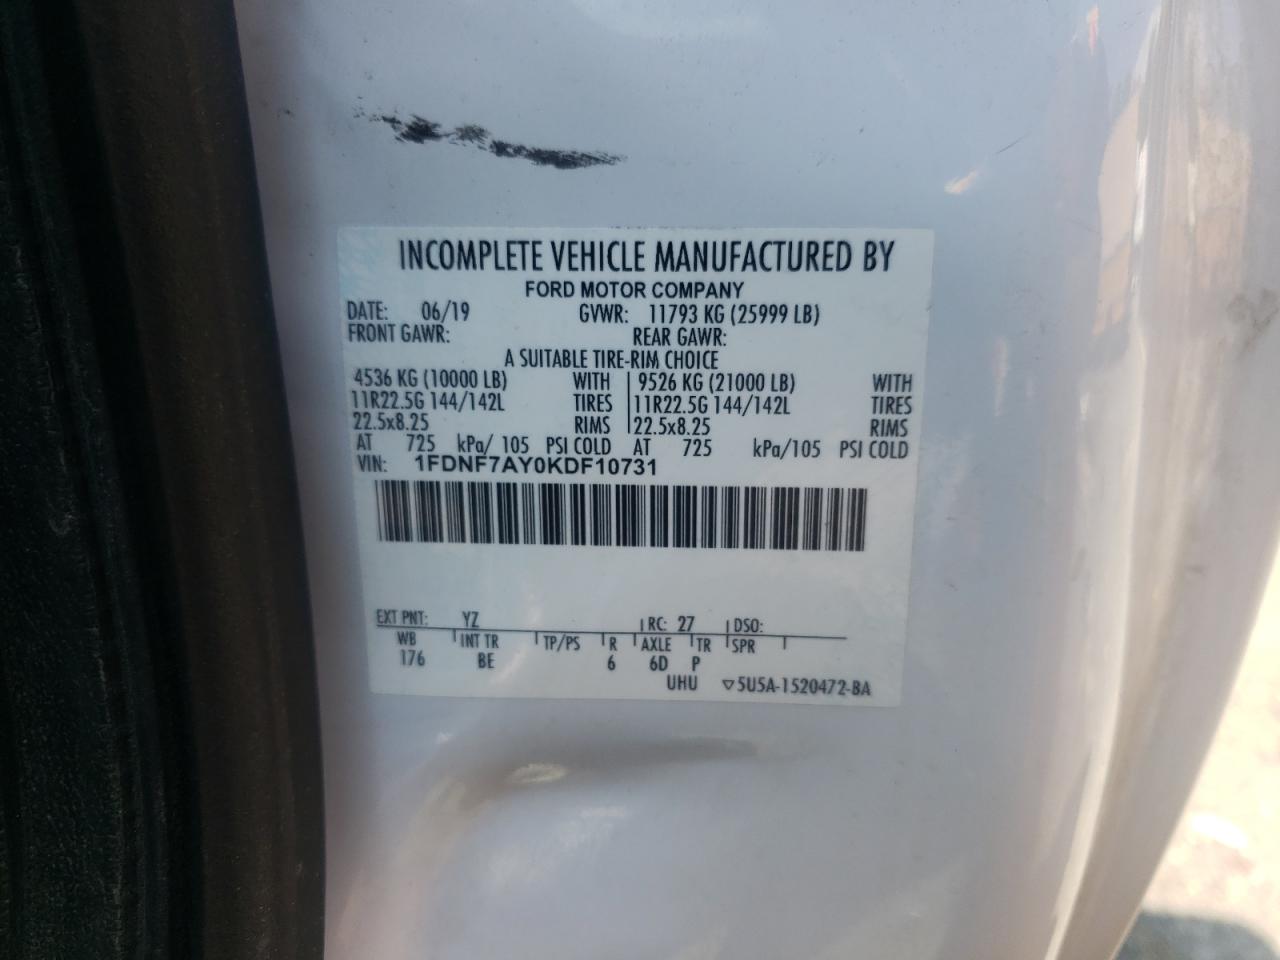 INCOMPLETE VEHICLE MANUFACTURED BY
FORD MOTOR COMPANY
DATE: 06/19 GVWR: 11793 KG (25999 LB)
FRONT GAWR: REAR GAWR:
A SUITABLE TIRE-RIM CHOICE
4536 KG (10000 LB) WITH 9526 KG (21000 LB) WITH
11R22.5G 144/142L TIRES 11R22.5G 144/142L TIRES
22.5x8.25 RIMS 22.5x8.25 RIMS
AT 725 kPa/ 105 PSI COLD AT 725 kPa/105 PSI COLD
VIN: 1FDNF7AY0KDF10731
EXT PNT: YZ RC: 27 DSO:
WB INT TR TP/PS R AXLE TR SPR
176 BE 6 6D P
UHU ▽5U5A-1520472-BA